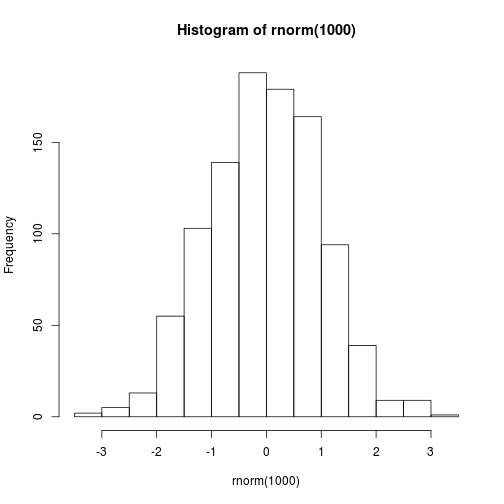 Histogram of rnorm(1000)
Frequency
150
100
50
0
-3 -2 -1 0 1 2 3
rnorm(1000)